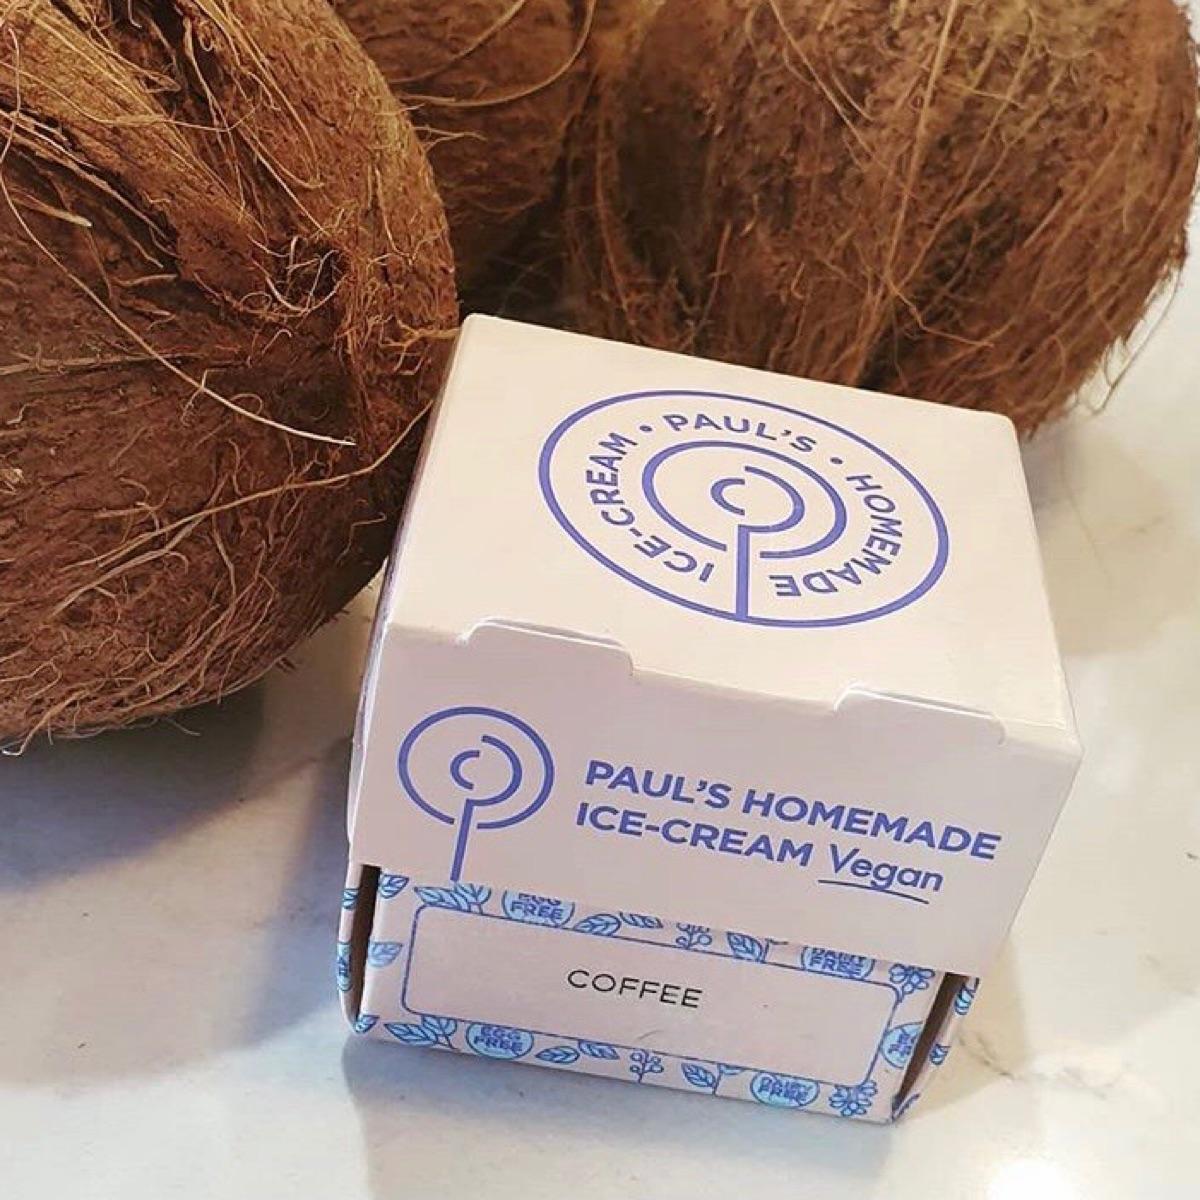 PAUL'S • HOMEMADE ICE-CREAM •
PAUL'S HOMEMADE
ICE-CREAM Vegan
EGG
FREE
DAIRY
FREE
COFFEE
EGG
FREE
DAIRY
FREE